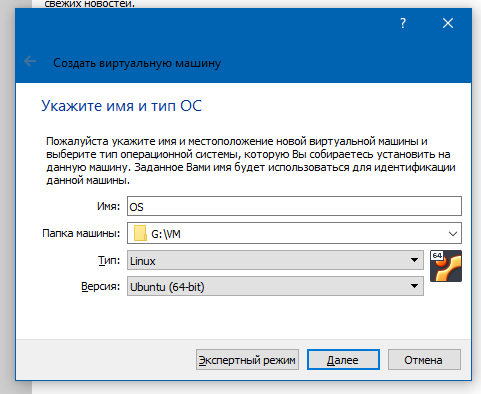 свежих новостей.
?
Создать виртуальную машину
Укажите имя и тип ОС
Пожалуйста укажите имя и местоположение новой виртуальной машины и
выберите тип операционной системы, которую Вы собираетесь установить на
данную машину. Заданное Вами имя будет использоваться для идентификации
данной машины.
Имя: OS
Папка машины: G:\VM
Тип: Linux
64
Версия: Ubuntu (64-bit)
Экспертный режим Далее Отмена